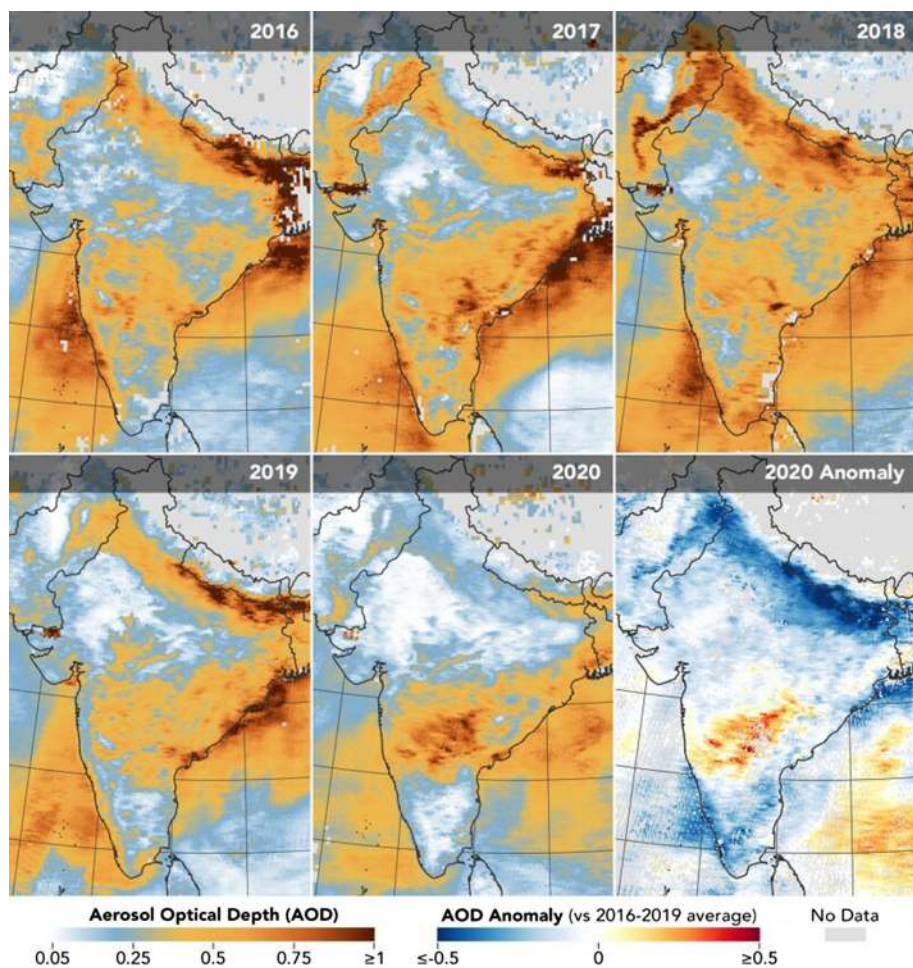 2016
2017
2018
2019
2020
2020 Anomaly
Aerosol Optical Depth (AOD)
0.05 0.25 0.5 0.75 ≥1
AOD Anomaly (vs 2016-2019 average)
≤-0.5 0 ≥0.5
No Data